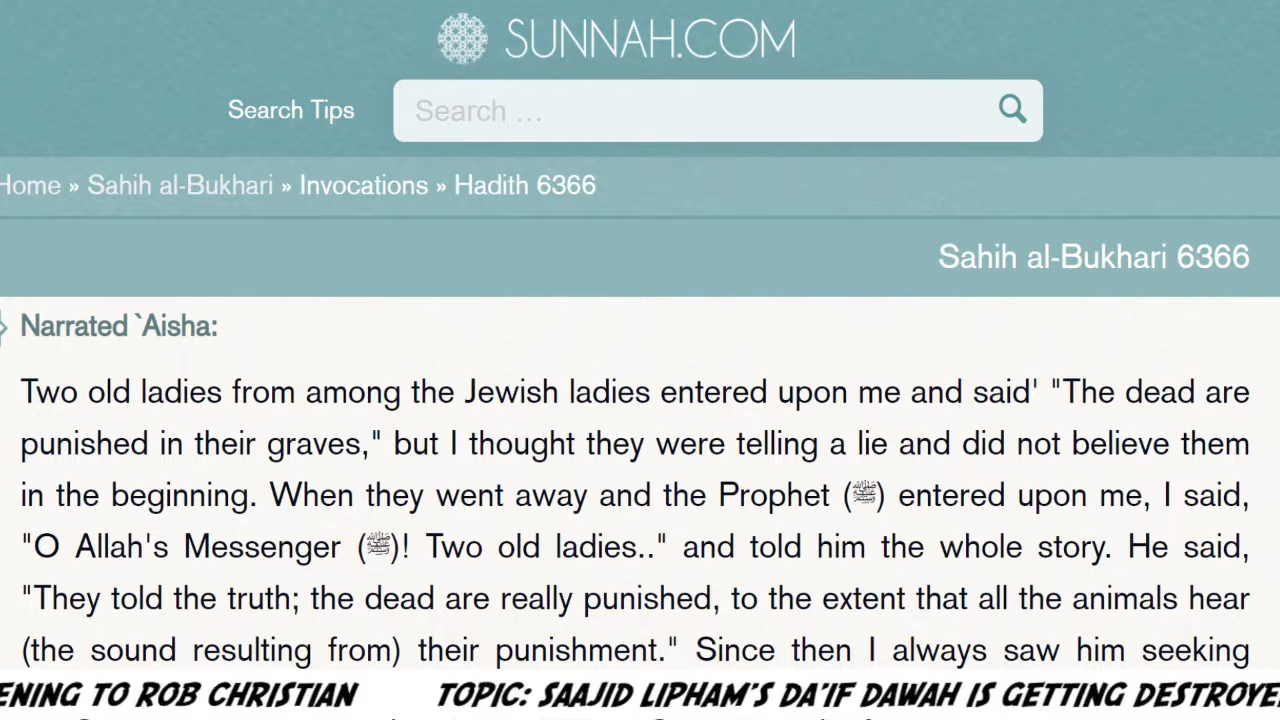 SUNNAH.COM
Search Tips
Search ...
Home » Sahih al-Bukhari » Invocations » Hadith 6366
Sahih al-Bukhari 6366
Narrated `Aisha:
Two old ladies from among the Jewish ladies entered upon me and said' "The dead are
punished in their graves," but I thought they were telling a lie and did not believe them
in the beginning. When they went away and the Prophet (ﷺ) entered upon me, I said,
"O Allah's Messenger (ﷺ)! Two old ladies.." and told him the whole story. He said,
"They told the truth; the dead are really punished, to the extent that all the animals hear
(the sound resulting from) their punishment." Since then I always saw him seeking
ENING TO ROB CHRISTIAN TOPIC: SAAJID LIPHAM'S DA'IF DAWAH IS GETTING DESTROYE